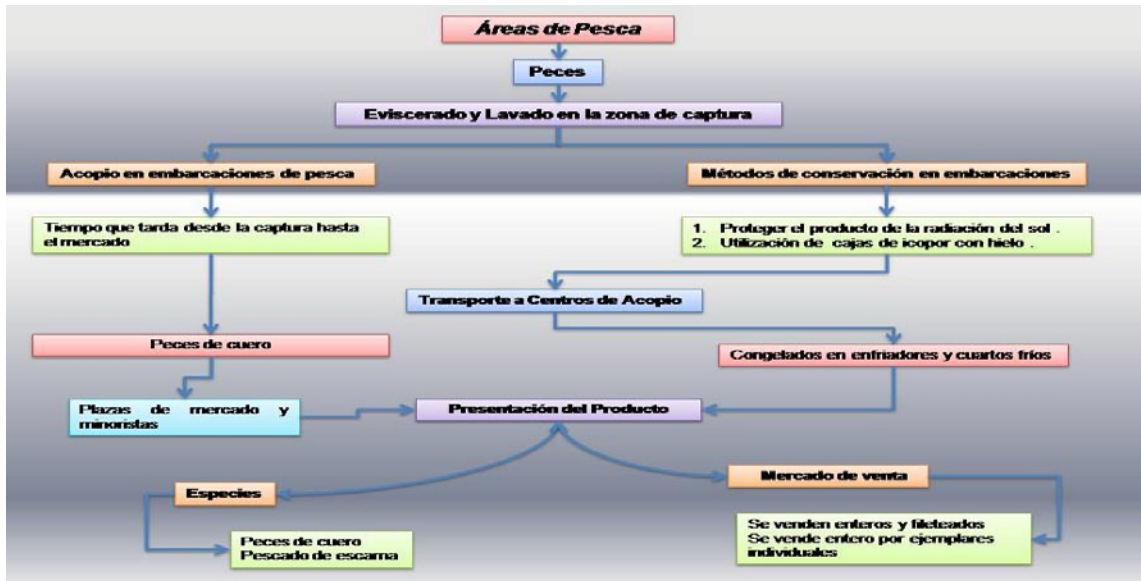 Áreas de Pesca
Peces
Eviscerado y Lavado en la zona de captura
Acopio en embarcaciones de pesca
Métodos de conservación en embarcaciones
Tiempo que tarda desde la captura hasta
el mercado
1. Proteger el producto de la radiación del sol .
2. Utilización de cajas de icopor con hielo .
Transporte a Centros de Acopio
Peces de cuero
Congelados en enfriadores y cuartos fríos
Plazas de mercado y
minoristas
Presentación del Producto
Mercado de venta
Especies
Se venden enteros y fileteados
Se vende entero por ejemplares
individuales
Peces de cuero
Pescado de escama